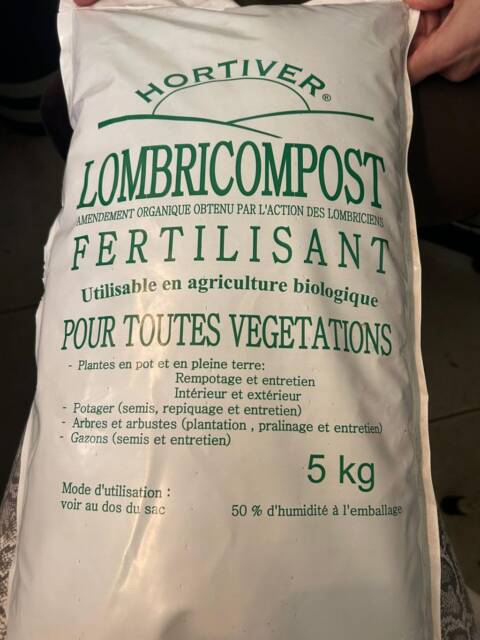 HORTIVER®
LOMBRICOMPOST
AMENDEMENT ORGANIQUE OBTENU PAR L'ACTION DES LOMBRICIENS
FERTILISANT
Utilisable en agriculture biologique
POUR TOUTES VEGETATIONS
- Plantes en pot et en pleine terre:
Rempotage et entretien
Intérieur et extérieur
- Potager (semis, repiquage et entretien)
- Arbres et arbustes (plantation , pralinage et entretien)
- Gazons (semis et entretien)
5 kg
Mode d'utilisation :
voir au dos du sac
50 % d'humidité à l'emballage